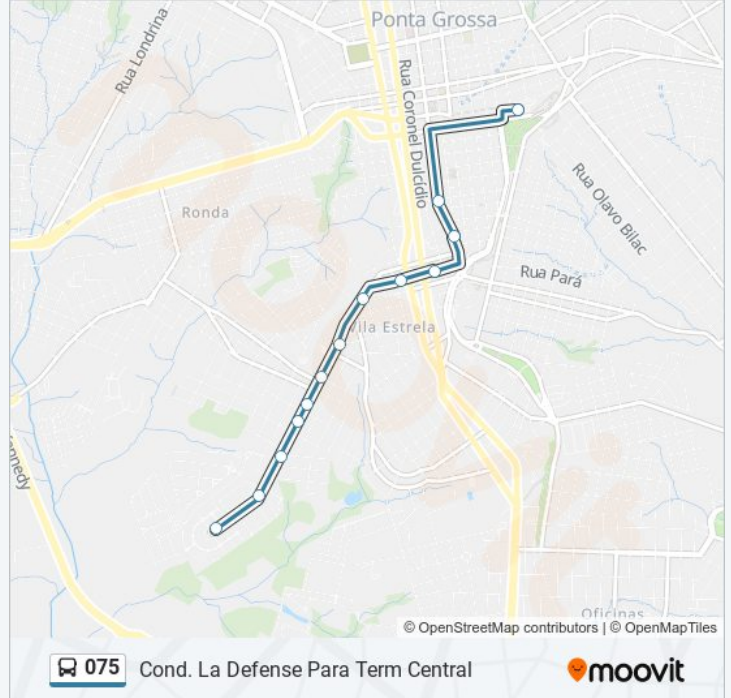 Ponta Grossa
Rua Londrina
Rua Coronel Dulcídio
Rua Olavo Bilac
Ronda
Rua Pará
Vila Estrela
ennedy
Oficinas
© OpenStreetMap contributors | © OpenMapTiles
075 Cond. La Defense Para Term Central
moovit